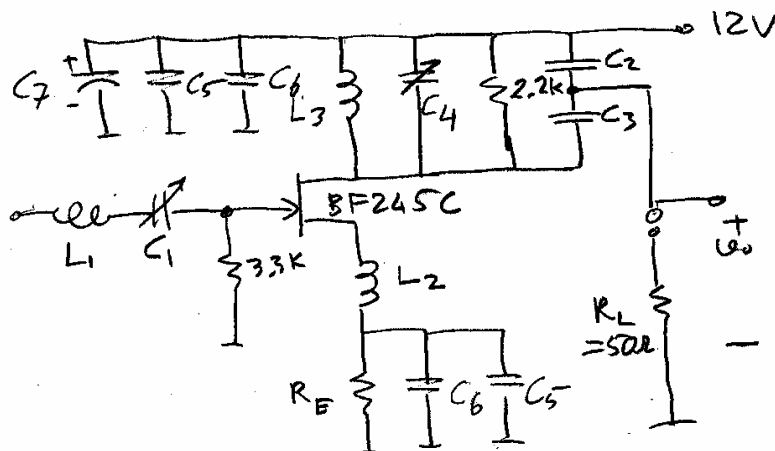 12V
C7
+
-
C5
C6
L3
C4
2.2k
C2
C3
BF245C
L1
C1
3.3K
L2
RE
C6
C5
RL
=50Ω
+
vo
-